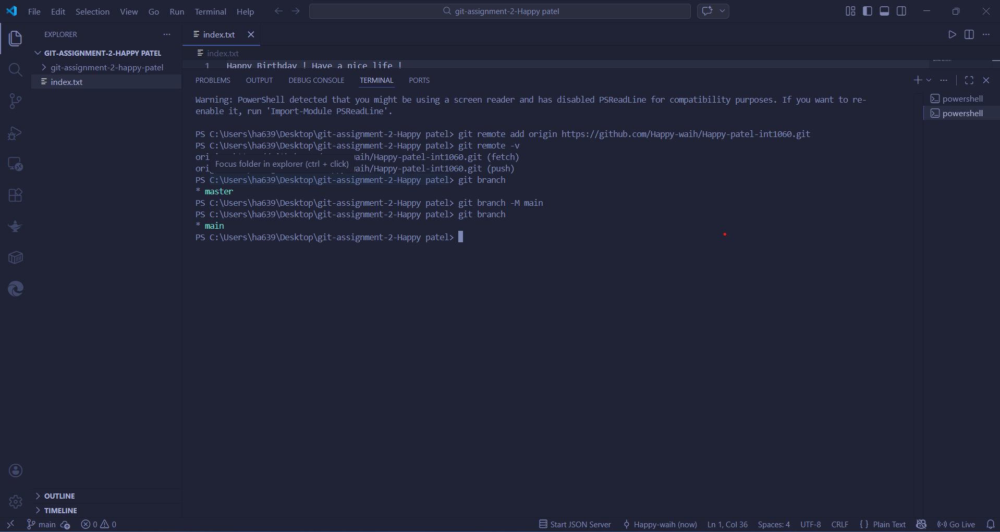 File Edit Selection View Go Run Terminal Help
git-assignment-2-Happy patel
EXPLORER
GIT-ASSIGNMENT-2-HAPPY PATEL
git-assignment-2-happy-patel
index.txt
index.txt
index.txt
1 Happy Birthday ! Have a nice life !
PROBLEMS OUTPUT DEBUG CONSOLE TERMINAL PORTS
Warning: PowerShell detected that you might be using a screen reader and has disabled PSReadLine for compatibility purposes. If you want to re-
enable it, run 'Import-Module PSReadLine'.
PS C:\Users\ha639\Desktop\git-assignment-2-Happy patel> git remote add origin https://github.com/Happy-waih/Happy-patel-int1060.git
PS C:\Users\ha639\Desktop\git-assignment-2-Happy patel> git remote -v
aih/Happy-patel-int1060.git (fetch)
Focus folder in explorer (ctrl + click)
aih/Happy-patel-int1060.git (push)
PS C:\Users\ha639\Desktop\git-assignment-2-Happy patel> git branch
* master
PS C:\Users\ha639\Desktop\git-assignment-2-Happy patel> git branch -M main
PS C:\Users\ha639\Desktop\git-assignment-2-Happy patel> git branch
* main
PS C:\Users\ha639\Desktop\git-assignment-2-Happy patel>
powershell
powershell
OUTLINE
TIMELINE
main 0 0 Start JSON Server Happy-waih (now) Ln 1, Col 36 Spaces: 4 UTF-8 CRLF {} Plain Text Go Live